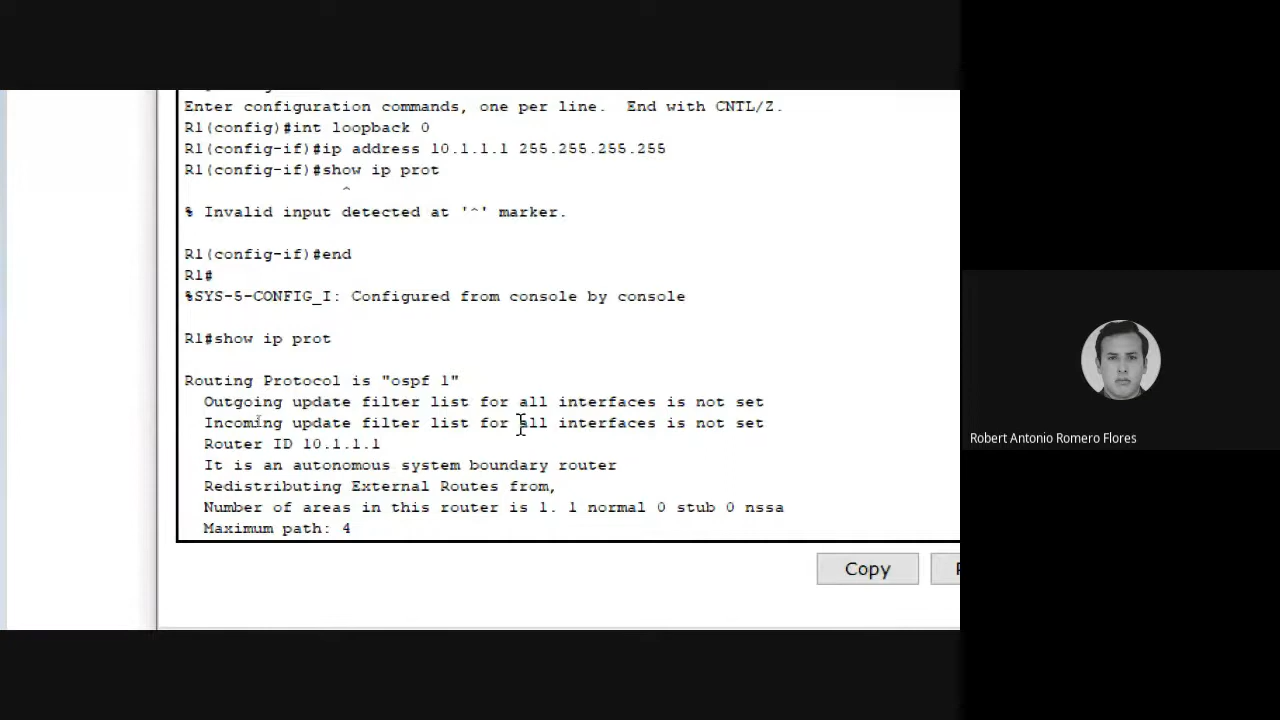 Enter configuration commands, one per line. End with CNTL/Z.
R1(config)#int loopback 0
R1(config-if)#ip address 10.1.1.1 255.255.255.255
R1(config-if)#show ip prot
^
% Invalid input detected at '^' marker.
R1(config-if)#end
R1#
%SYS-5-CONFIG_I: Configured from console by console
R1#show ip prot
Routing Protocol is "ospf 1"
Outgoing update filter list for all interfaces is not set
Incoming update filter list for all interfaces is not set
Router ID 10.1.1.1
It is an autonomous system boundary router
Redistributing External Routes from,
Number of areas in this router is 1. 1 normal 0 stub 0 nssa
Maximum path: 4
Copy
Robert Antonio Romero Flores